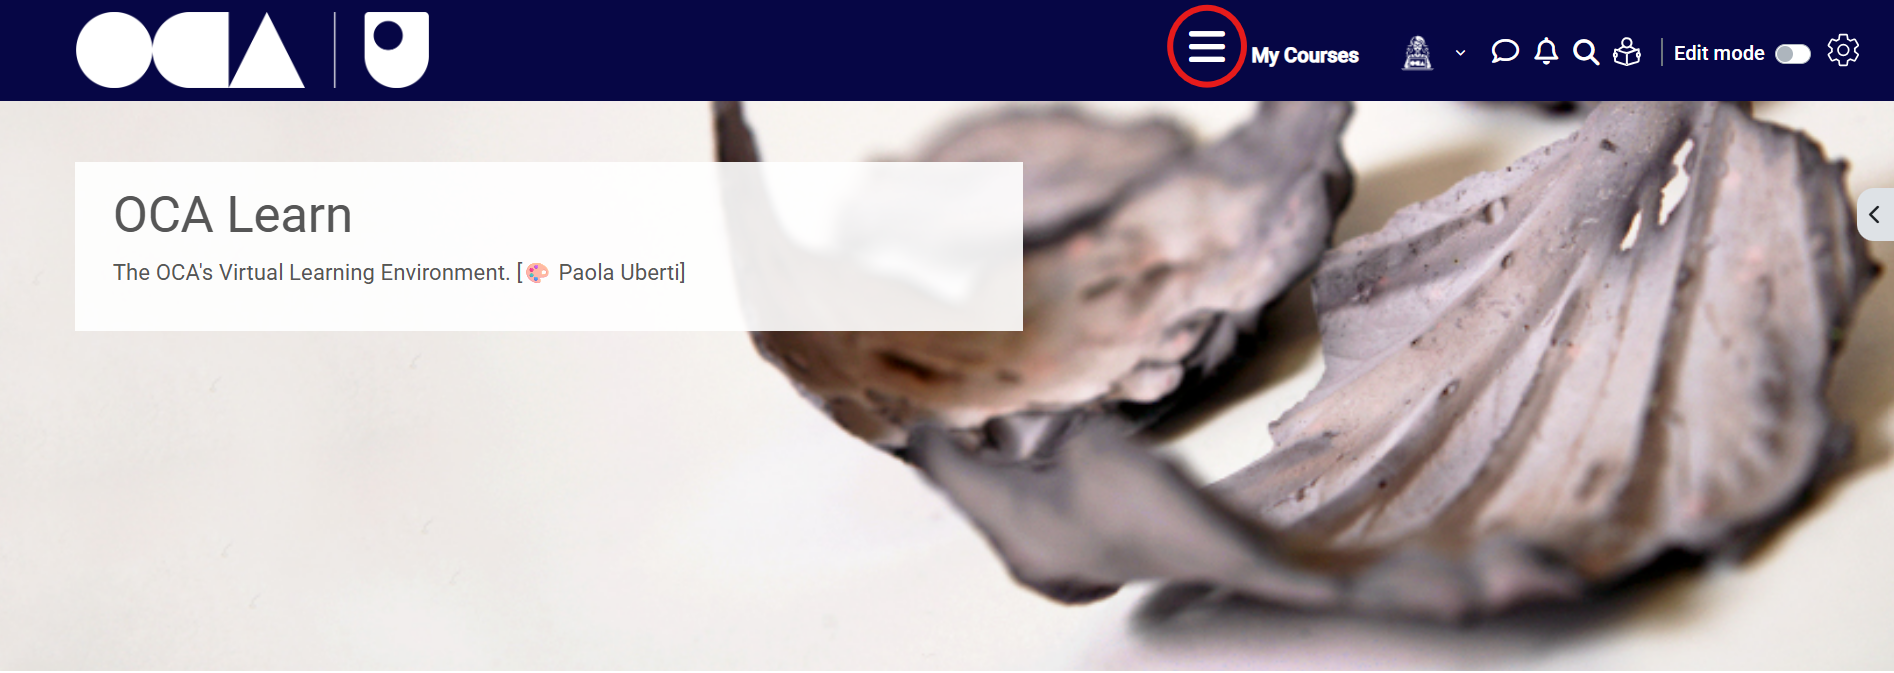 OCA
My Courses
Edit mode
OCA Learn
The OCA's Virtual Learning Environment. [🎨 Paola Uberti]